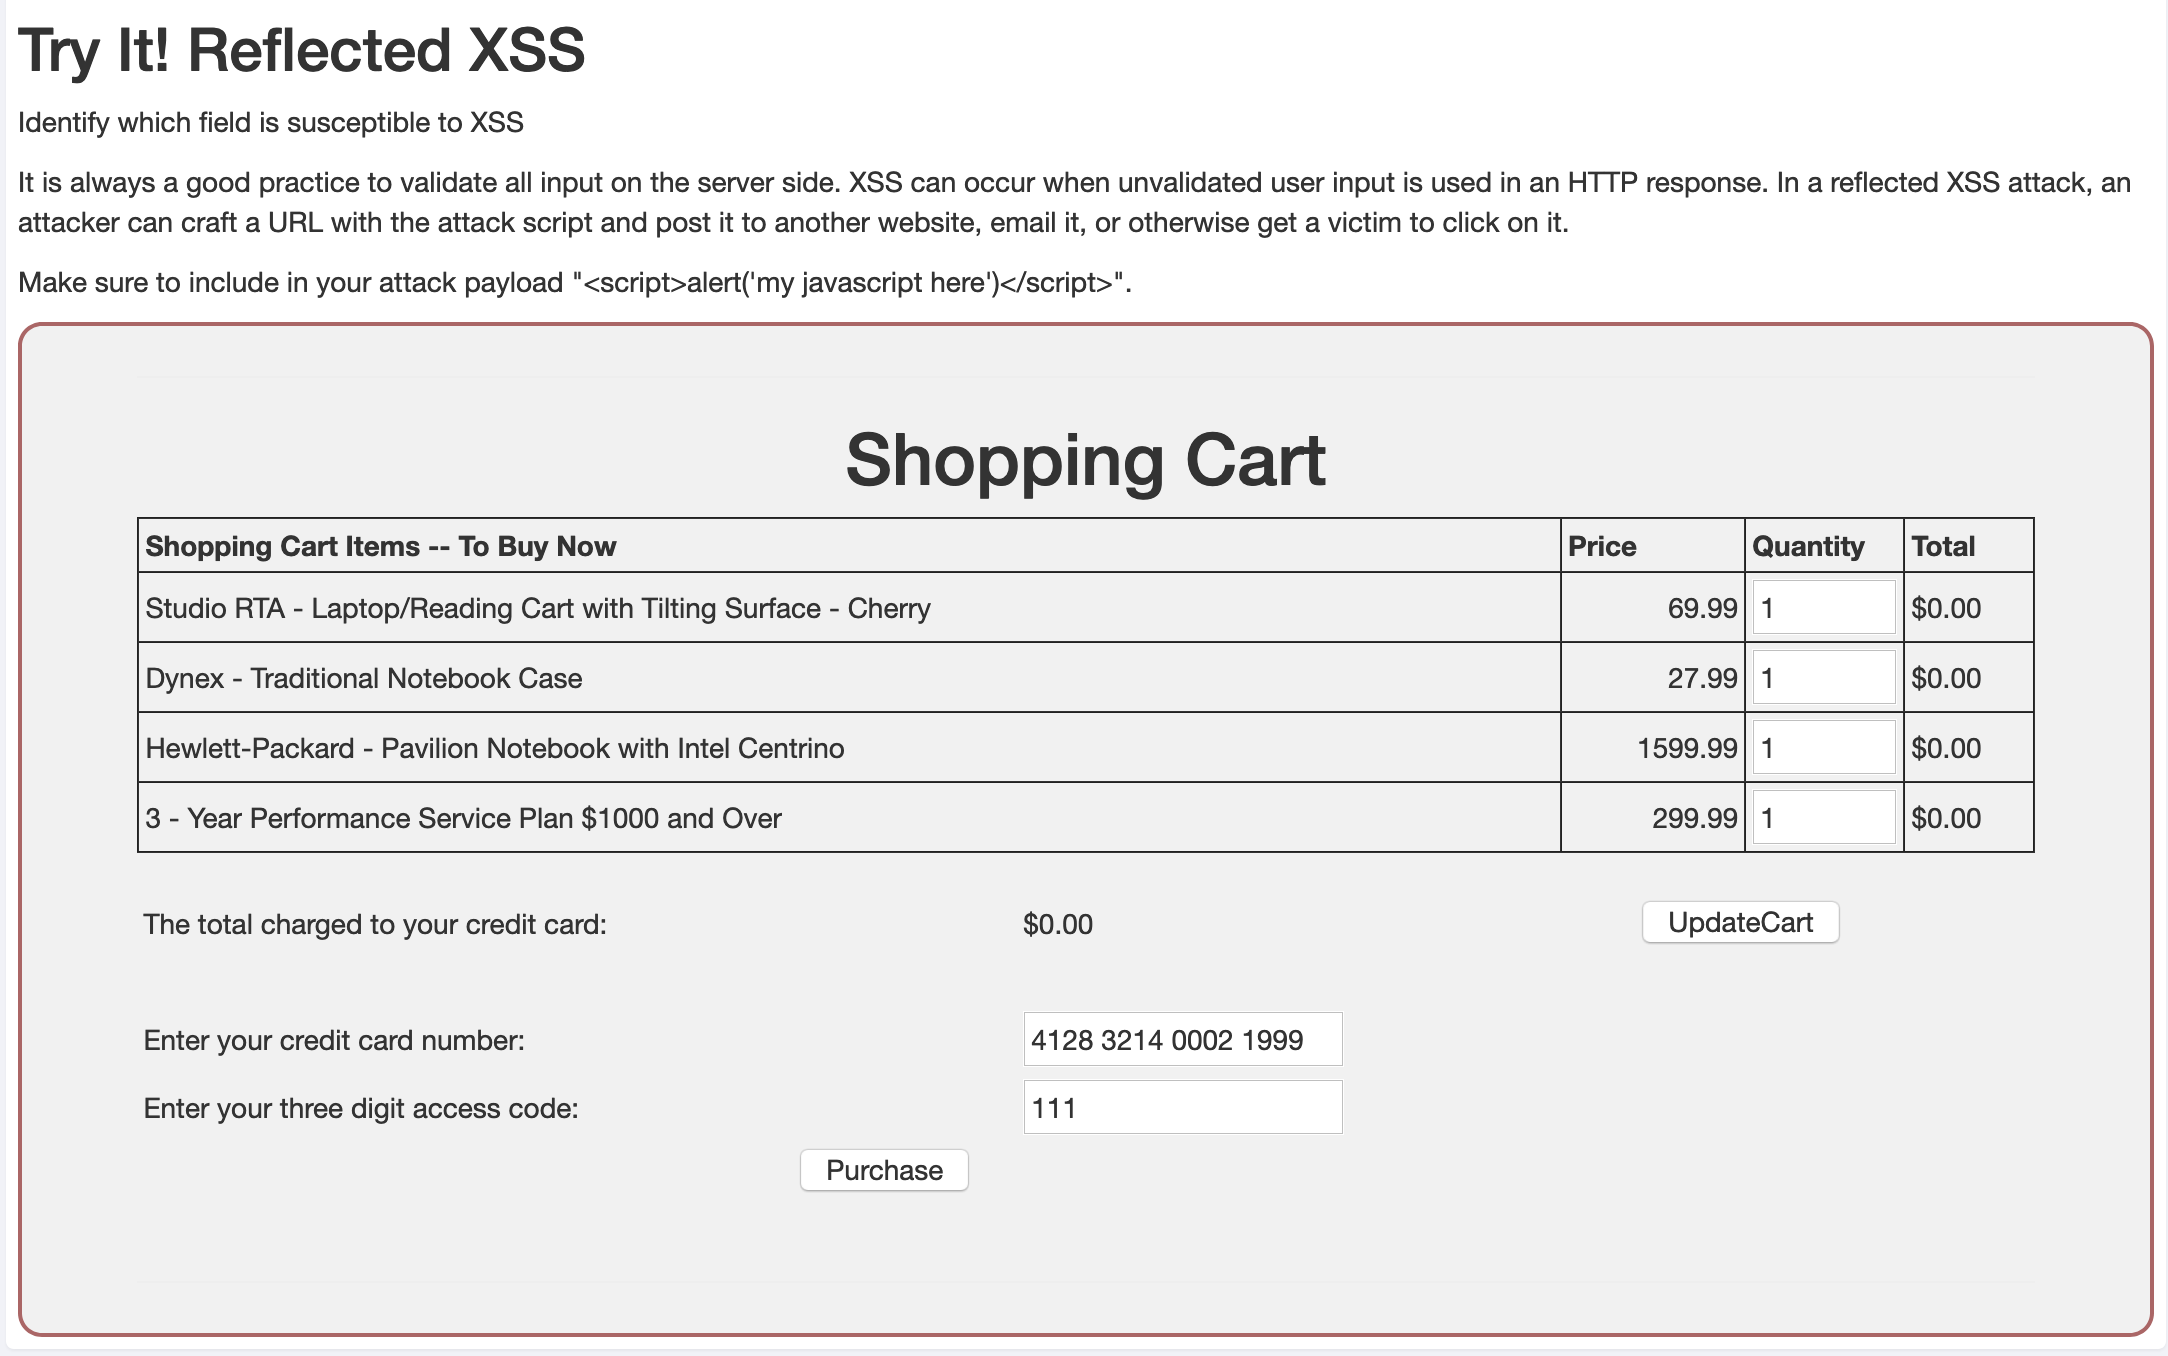 Try It! Reflected XSS
Identify which field is susceptible to XSS
It is always a good practice to validate all input on the server side. XSS can occur when unvalidated user input is used in an HTTP response. In a reflected XSS attack, an
attacker can craft a URL with the attack script and post it to another website, email it, or otherwise get a victim to click on it.
Make sure to include in your attack payload "<script>alert('my javascript here')</script>".
Shopping Cart
Shopping Cart Items -- To Buy Now Price Quantity Total
Studio RTA - Laptop/Reading Cart with Tilting Surface - Cherry 69.99 1 $0.00
Dynex - Traditional Notebook Case 27.99 1 $0.00
Hewlett-Packard - Pavilion Notebook with Intel Centrino 1599.99 1 $0.00
3 - Year Performance Service Plan $1000 and Over 299.99 1 $0.00
The total charged to your credit card: $0.00 UpdateCart
Enter your credit card number: 4128 3214 0002 1999
Enter your three digit access code: 111
Purchase